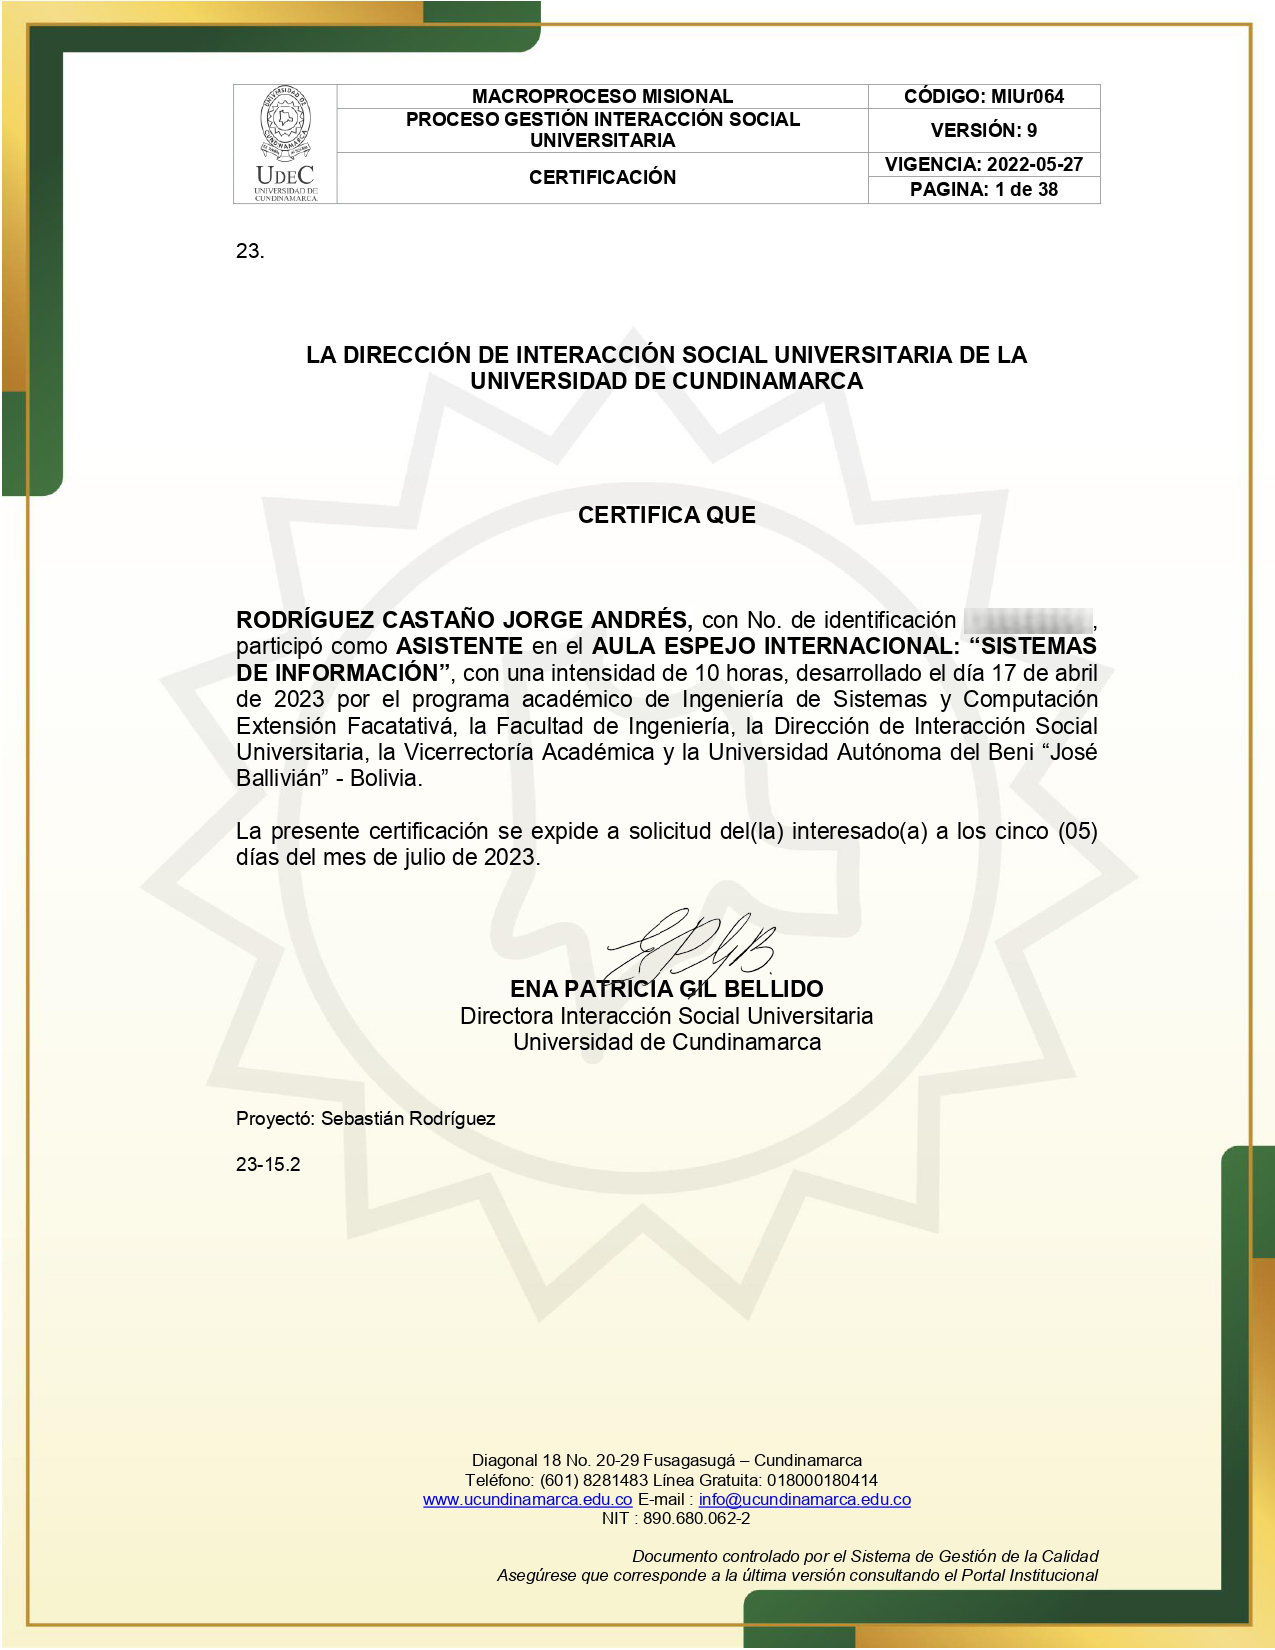 UNIVERSIDAD DE
CUNDINAMARCA
UDEC
UNIVERSIDAD DE
CUNDINAMARCA
MACROPROCESO MISIONAL
PROCESO GESTIÓN INTERACCIÓN SOCIAL
UNIVERSITARIA
CERTIFICACIÓN
CÓDIGO: MIUr064
VERSIÓN: 9
VIGENCIA: 2022-05-27
PAGINA: 1 de 38
23.
LA DIRECCIÓN DE INTERACCIÓN SOCIAL UNIVERSITARIA DE LA
UNIVERSIDAD DE CUNDINAMARCA
CERTIFICA QUE
RODRÍGUEZ CASTAÑO JORGE ANDRÉS, con No. de identificación ,
participó como ASISTENTE en el AULA ESPEJO INTERNACIONAL: “SISTEMAS
DE INFORMACIÓN”, con una intensidad de 10 horas, desarrollado el día 17 de abril
de 2023 por el programa académico de Ingeniería de Sistemas y Computación
Extensión Facatativá, la Facultad de Ingeniería, la Dirección de Interacción Social
Universitaria, la Vicerrectoría Académica y la Universidad Autónoma del Beni “José
Ballivián” - Bolivia.
La presente certificación se expide a solicitud del(la) interesado(a) a los cinco (05)
días del mes de julio de 2023.
EPGB.
ENA PATRICIA GIL BELLIDO
Directora Interacción Social Universitaria
Universidad de Cundinamarca
Proyectó: Sebastián Rodríguez
23-15.2
Diagonal 18 No. 20-29 Fusagasugá – Cundinamarca
Teléfono: (601) 8281483 Línea Gratuita: 018000180414
www.ucundinamarca.edu.co E-mail : info@ucundinamarca.edu.co
NIT : 890.680.062-2
Documento controlado por el Sistema de Gestión de la Calidad
Asegúrese que corresponde a la última versión consultando el Portal Institucional